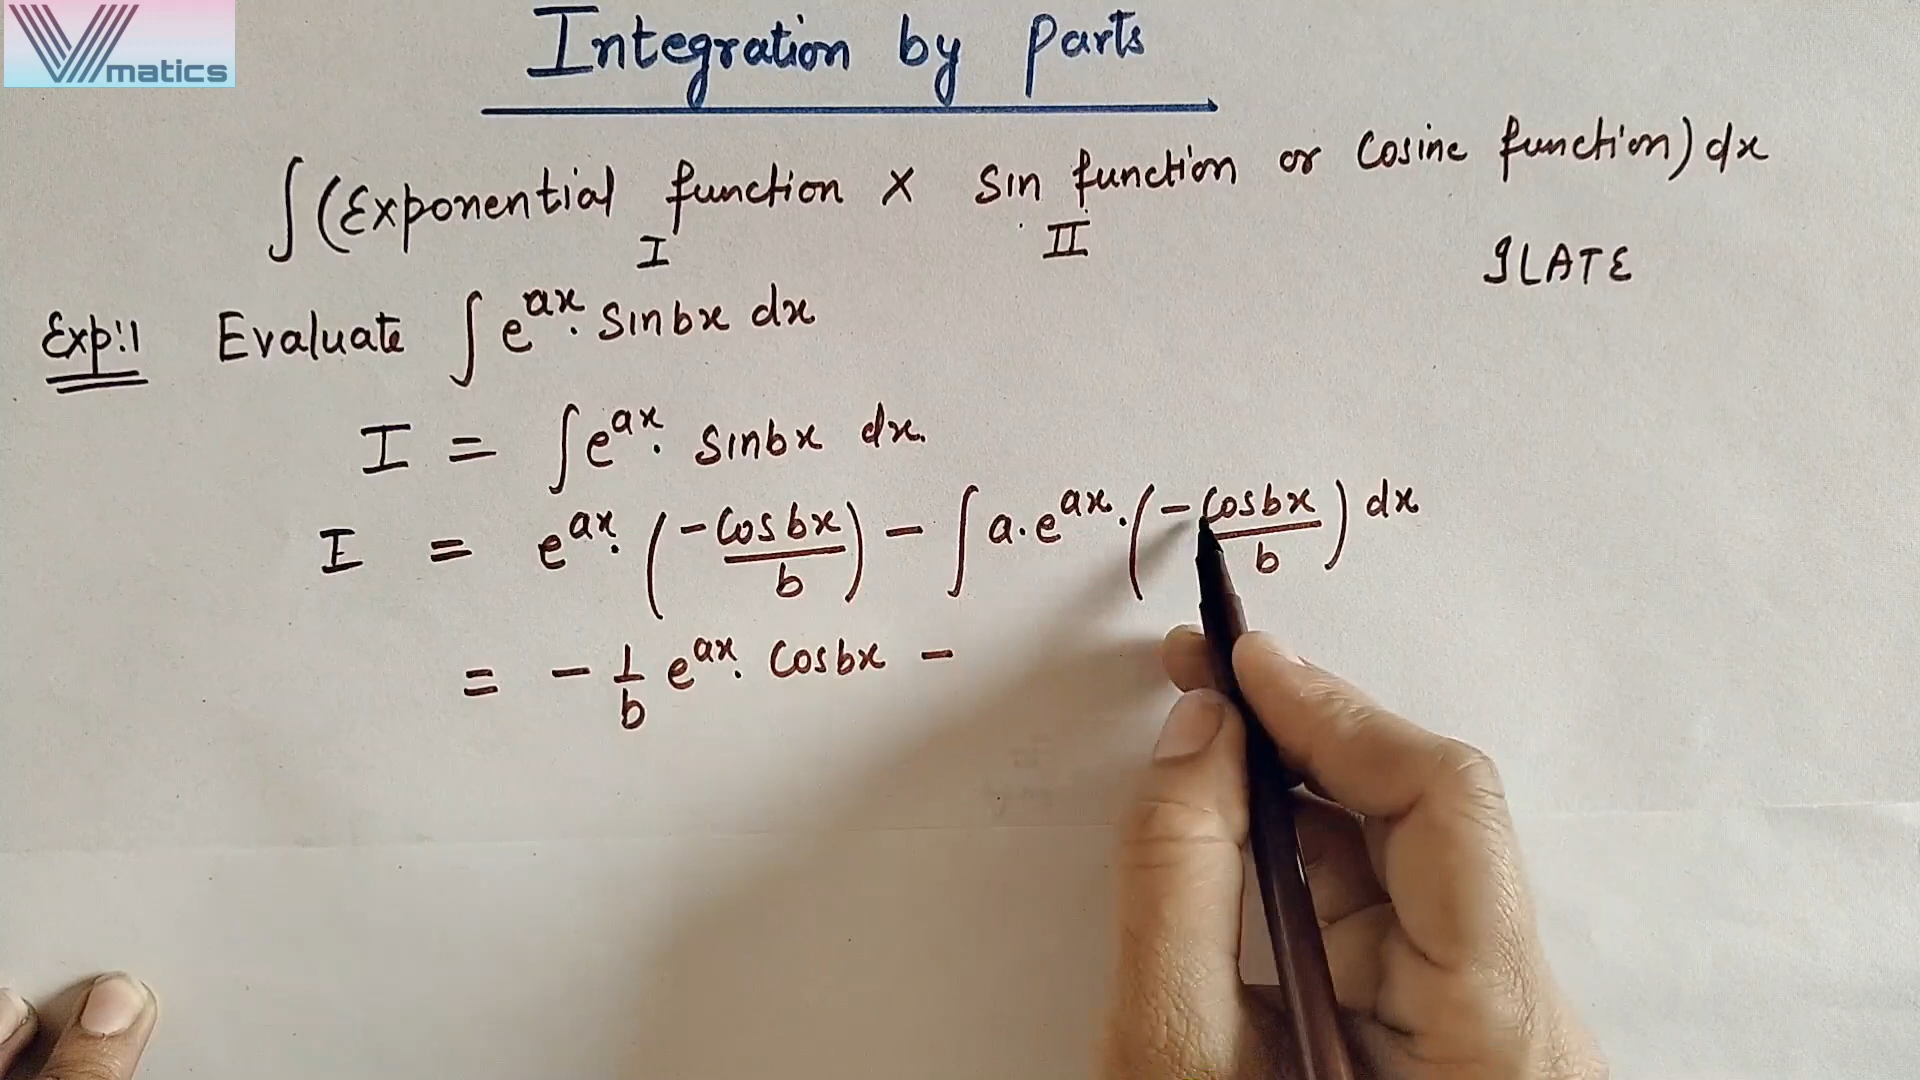 Vmatics
Integration by Parts
∫(Exponential function × Sin function or Cosine function) dx
I II
ILATE
Exp:1 Evaluate ∫ e^{ax}. Sinbx dx
I = ∫e^{ax}. Sinbx dx.
I = e^{ax}. (-Cosbx/b) - ∫ a.e^{ax}. (-Cosbx/b) dx
= - 1/b e^{ax}. Cosbx -